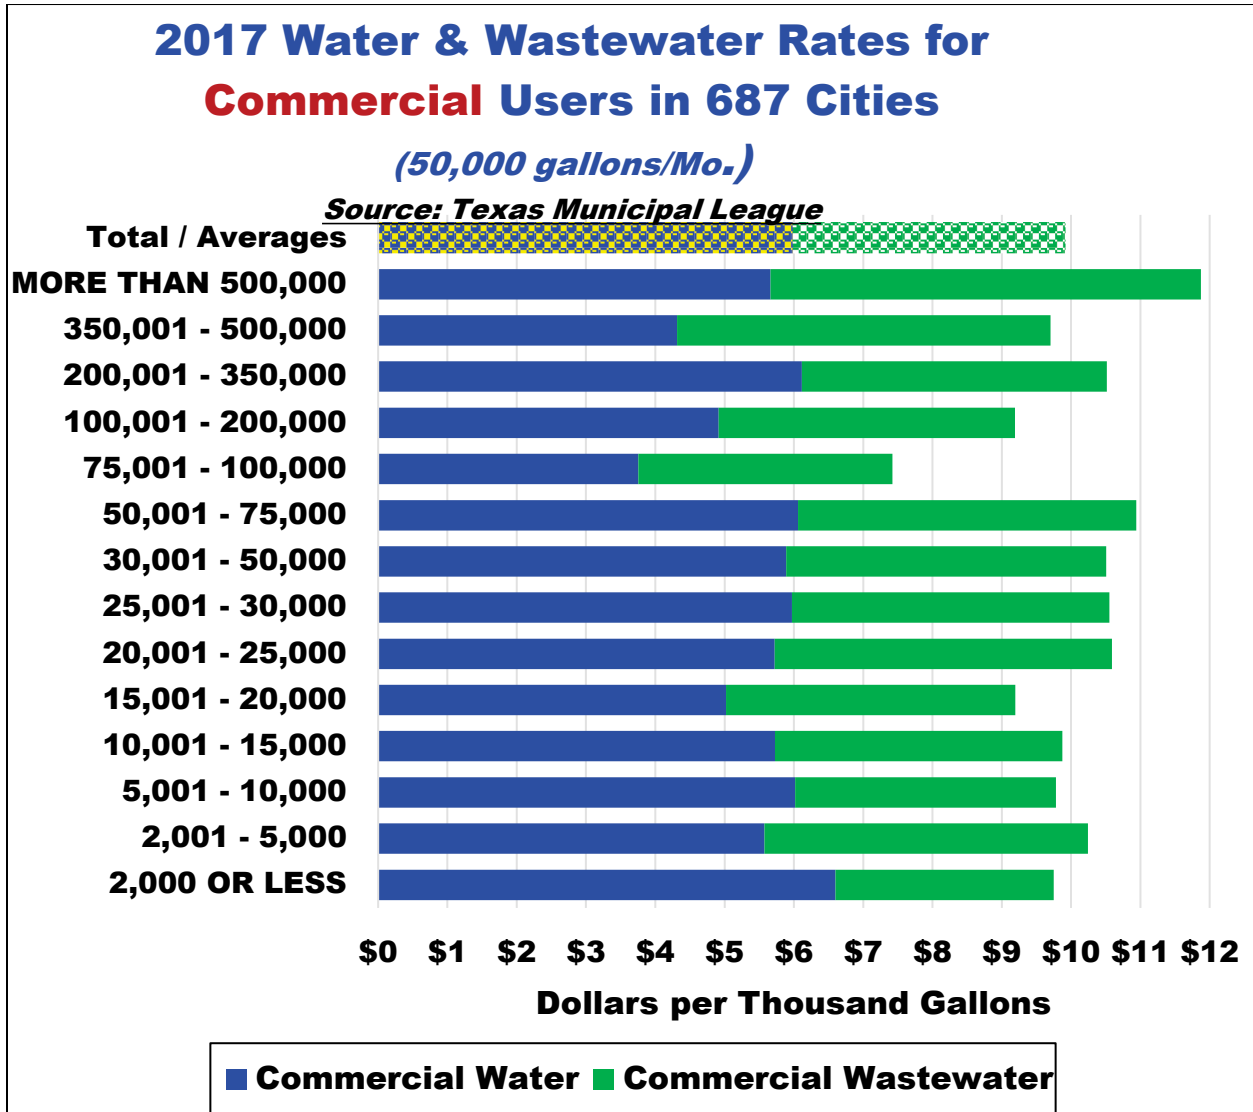 2017 Water & Wastewater Rates for
Commercial Users in 687 Cities
(50,000 gallons/Mo.)
Source: Texas Municipal League
Total / Averages
MORE THAN 500,000
350,001 - 500,000
200,001 - 350,000
100,001 - 200,000
75,001 - 100,000
50,001 - 75,000
30,001 - 50,000
25,001 - 30,000
20,001 - 25,000
15,001 - 20,000
10,001 - 15,000
5,001 - 10,000
2,001 - 5,000
2,000 OR LESS
$0 $1 $2 $3 $4 $5 $6 $7 $8 $9 $10 $11 $12
Dollars per Thousand Gallons
Commercial Water Commercial Wastewater